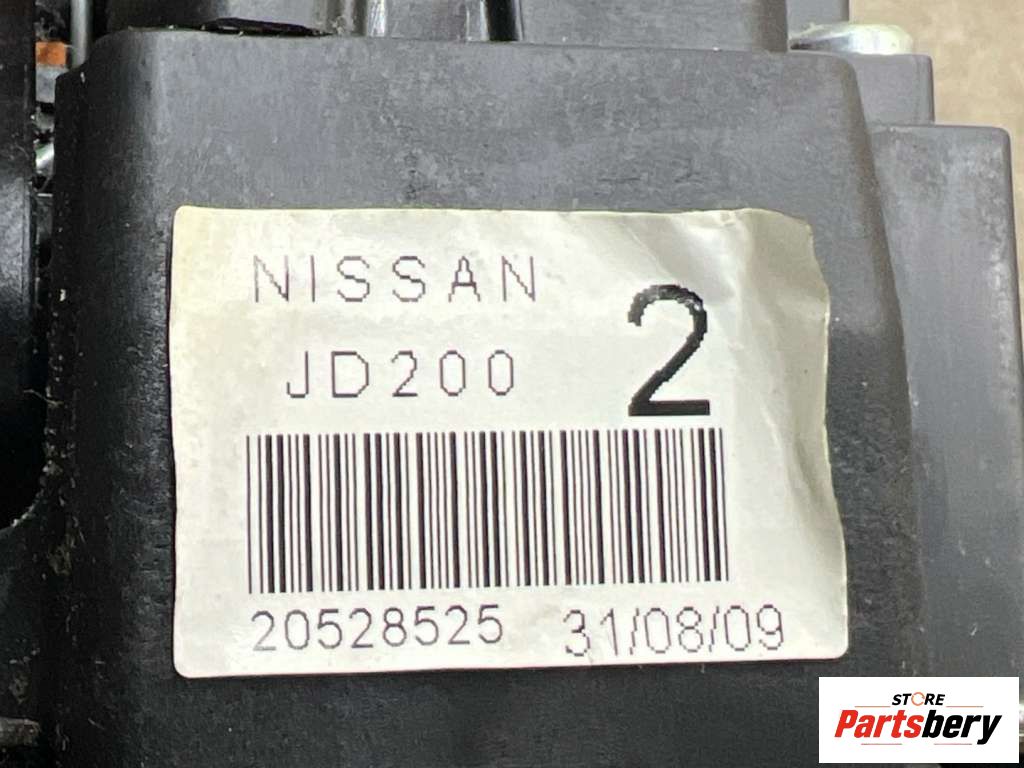 NISSAN
JD200
2
20528525 31/08/09
STORE
Partsbery